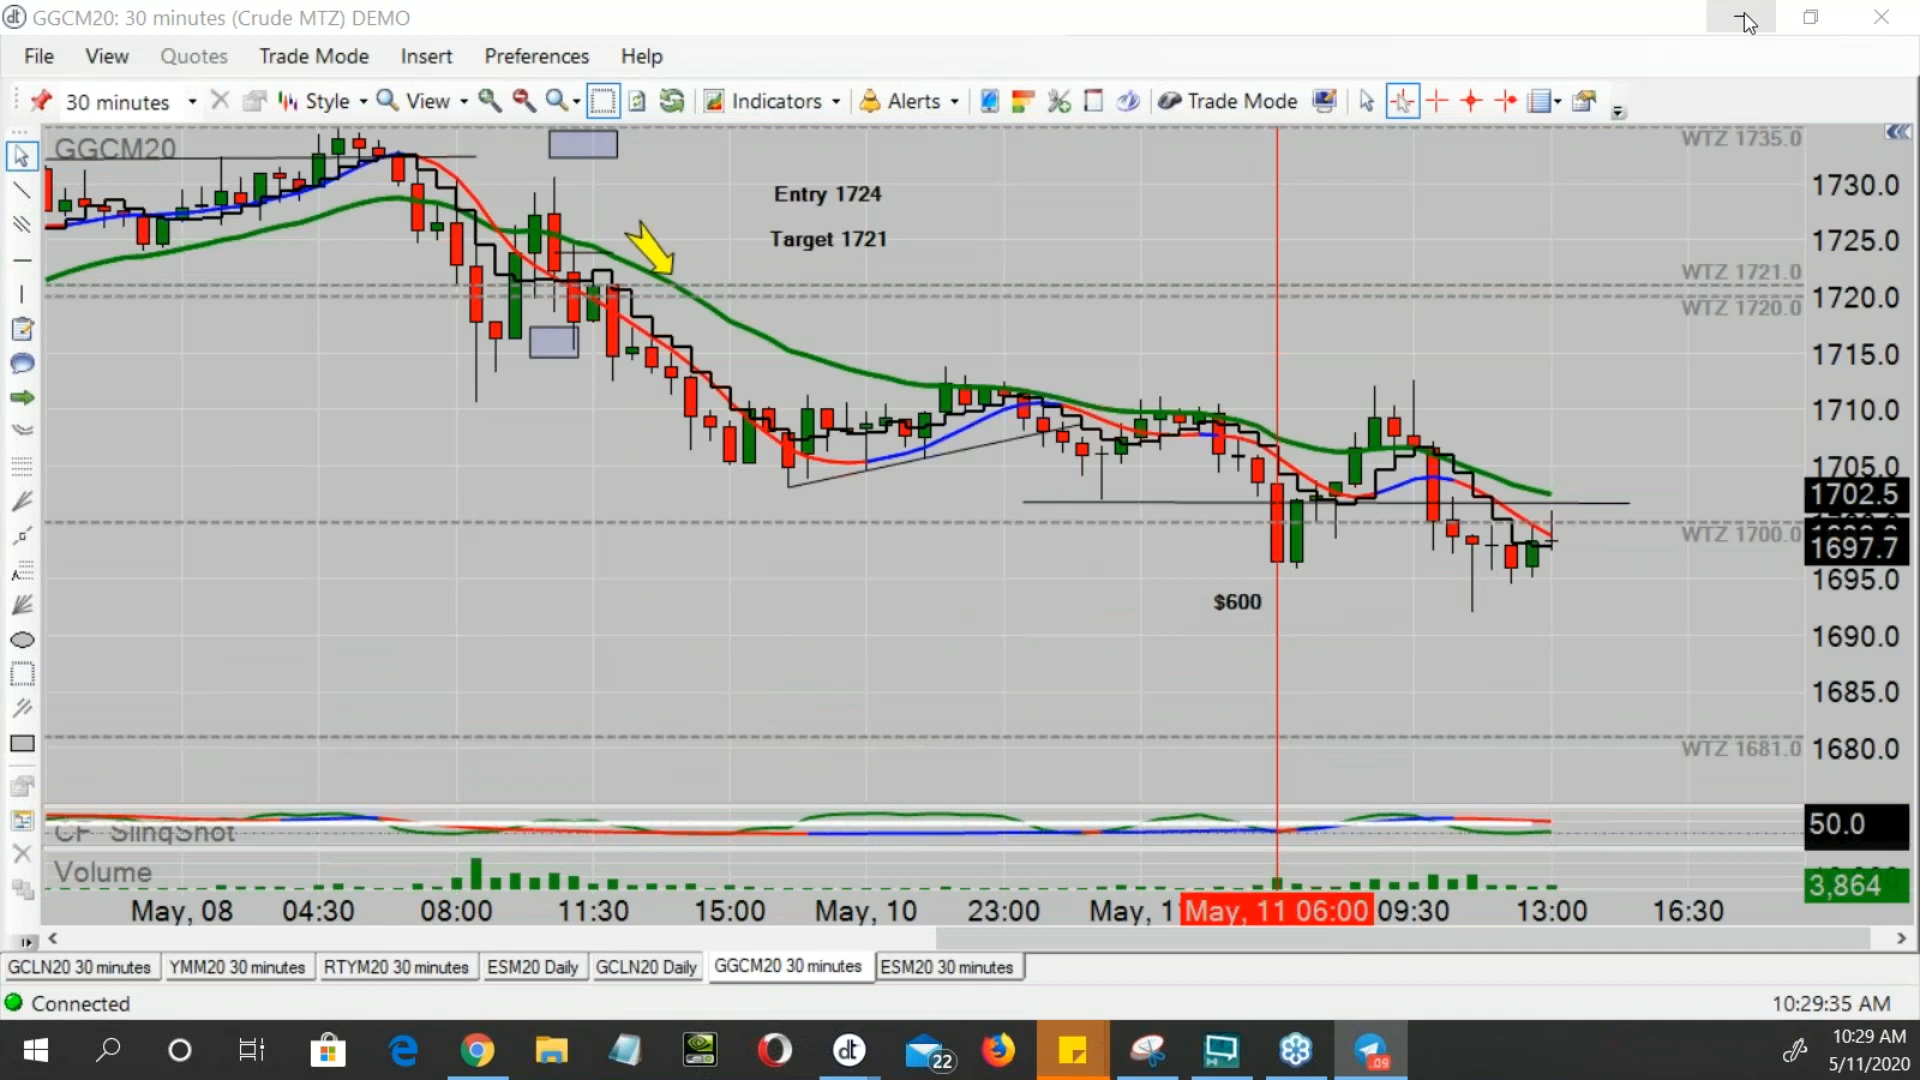 GGCM20: 30 minutes (Crude MTZ) DEMO
File View Quotes Trade Mode Insert Preferences Help
30 minutes Style View Indicators Alerts Trade Mode
GGCM20
WTZ 1735.0
1730.0
Entry 1724
Target 1721
1725.0
WTZ 1721.0
1720.0
WTZ 1720.0
1715.0
1710.0
1705.0
1702.5
WTZ 1700.0
1697.7
1695.0
$600
1690.0
1685.0
WTZ 1681.0
1680.0
CF SlingShot
50.0
Volume
3,864
May, 08 04:30 08:00 11:30 15:00 May, 10 23:00 May, 1 May, 11 06:00 09:30 13:00 16:30
GCLN20 30 minutes YMM20 30 minutes RTYM20 30 minutes ESM20 Daily GCLN20 Daily GGCM20 30 minutes ESM20 30 minutes
Connected 10:29:35 AM
22
10:29 AM
5/11/2020